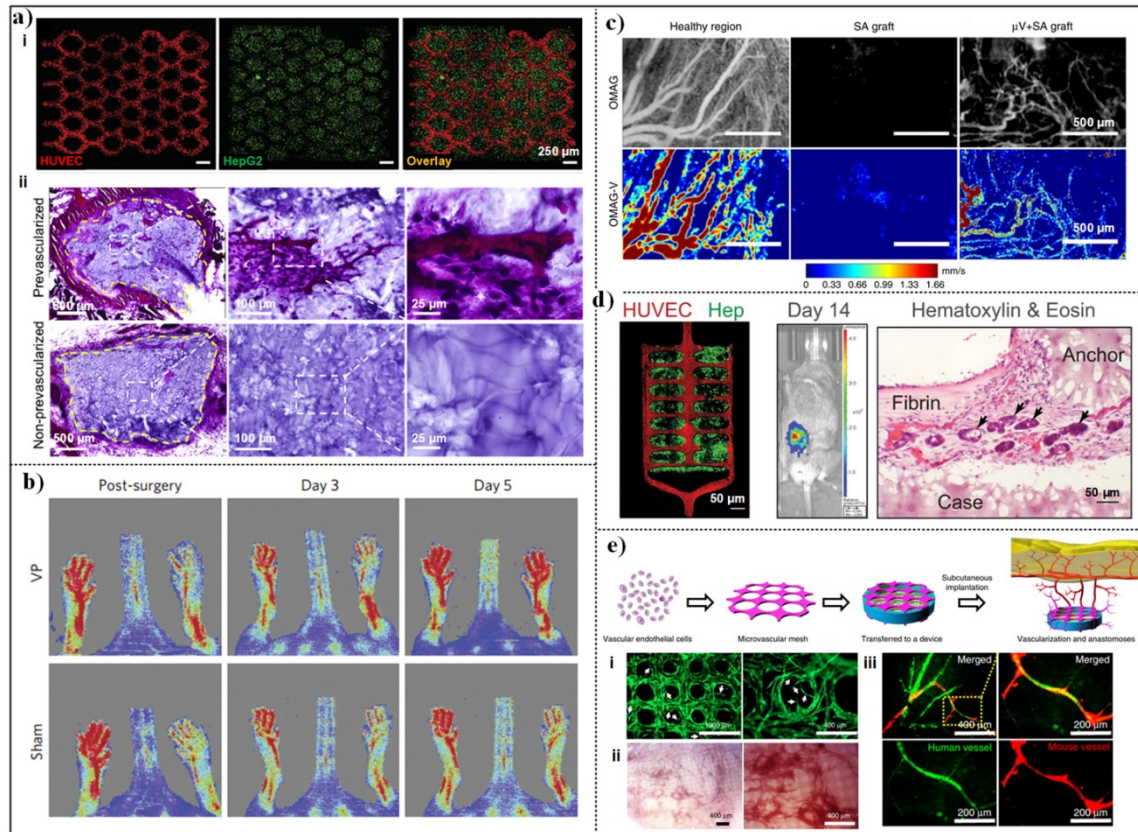 a)
i
HUVEC
HepG2
Overlay
250 µm
ii
Prevascularized
100 µm
25 µm
Non-prevascularized
500 µm
100 µm
25 µm
b)
Post-surgery
Day 3
Day 5
VP
Sham
c)
Healthy region
SA graft
µV+SA graft
OMAG
500 µm
OMAG-V
500 µm
mm/s
0 0.33 0.66 0.99 1.33 1.66
d)
HUVEC Hep
50 µm
Day 14
Hematoxylin & Eosin
Anchor
Fibrin
Case
50 µm
e)
Subcutaneous
implantation
Vascular endothelial cells
Microvascular mesh
Transferred to a device
Vascularization and anastomoses
i
400 µm
ii
400 µm
400 µm
iii
Merged
Merged
400 µm
200 µm
Human vessel
200 µm
Mouse vessel
200 µm